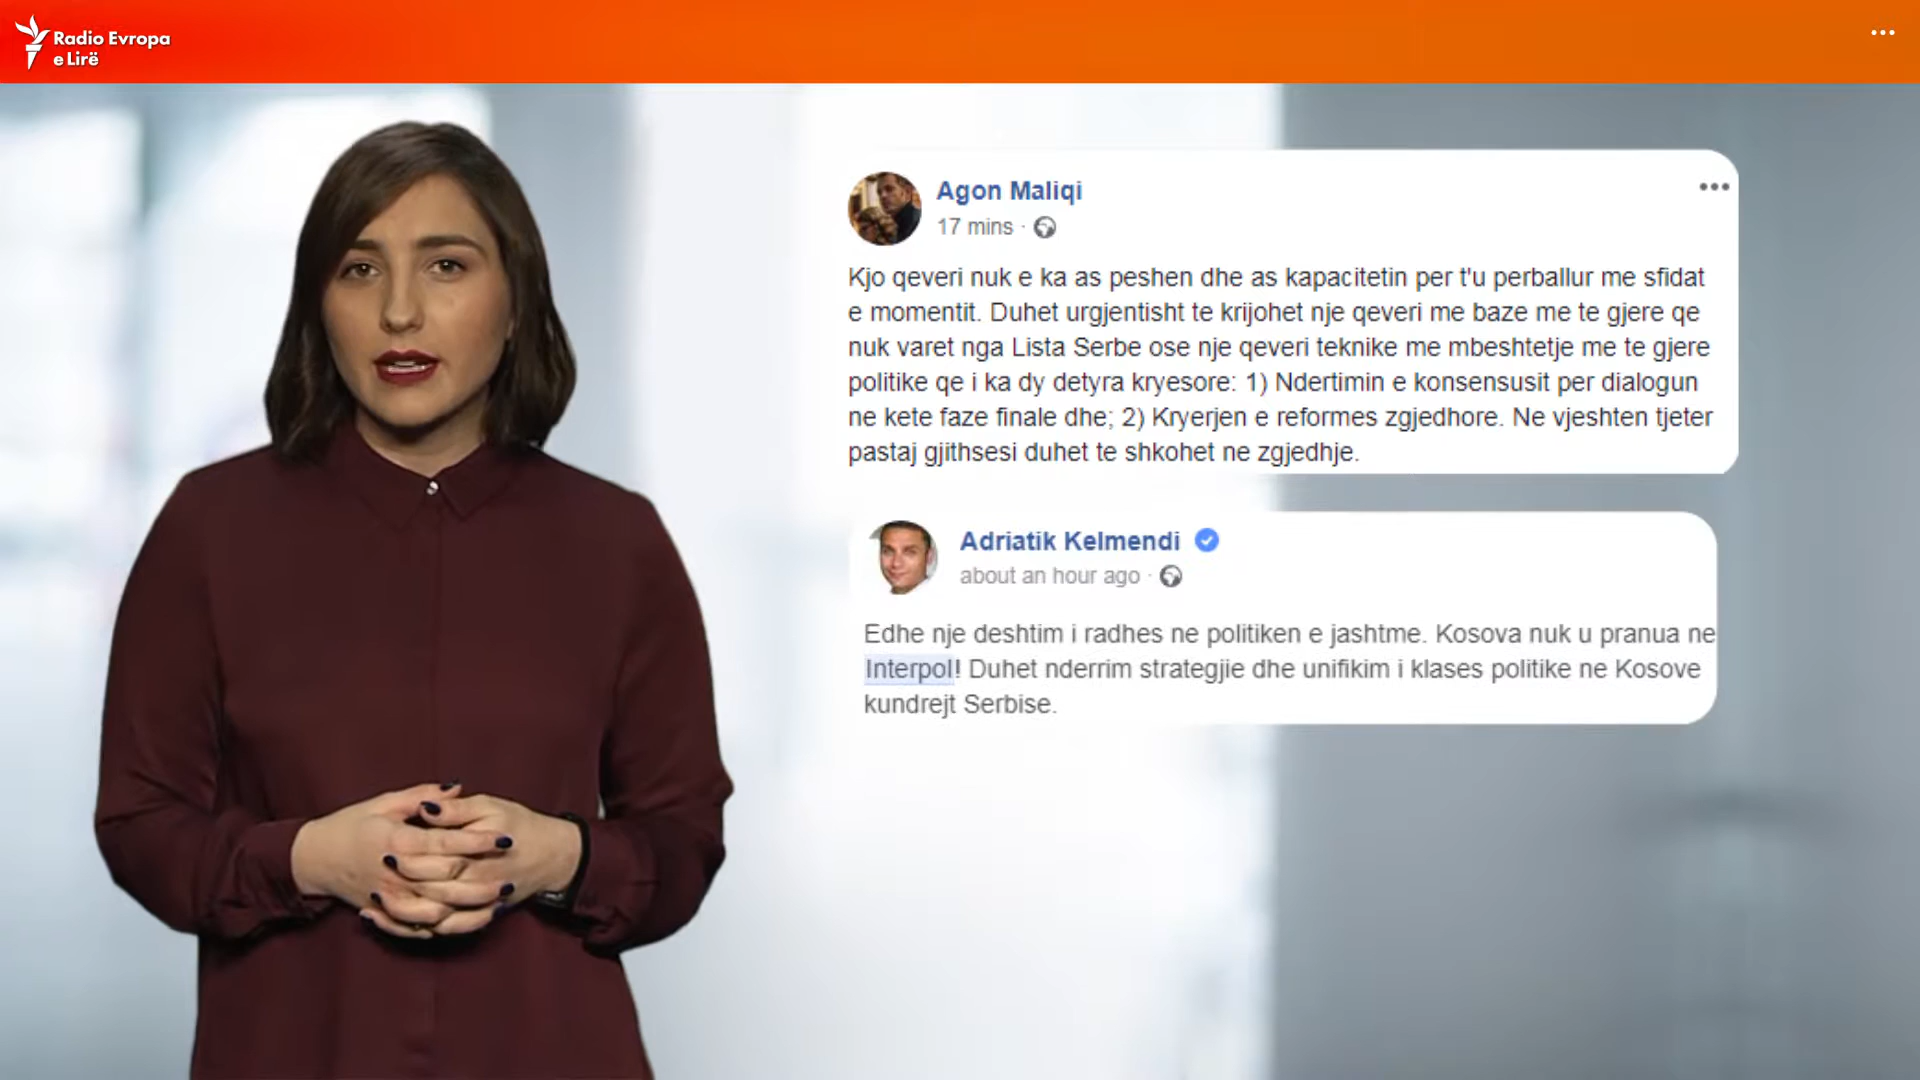 Radio Evropa
e Lirë
Agon Maliqi
17 mins ·
Kjo qeveri nuk e ka as peshen dhe as kapacitetin per t'u perballur me sfidat
e momentit. Duhet urgjentisht te krijohet nje qeveri me baze me te gjere qe
nuk varet nga Lista Serbe ose nje qeveri teknike me mbeshtetje me te gjere
politike qe i ka dy detyra kryesore: 1) Ndertimin e konsensusit per dialogun
ne kete faze finale dhe; 2) Kryerjen e reformes zgjedhore. Ne vjeshten tjeter
pastaj gjithsesi duhet te shkohet ne zgjedhje.
Adriatik Kelmendi
about an hour ago ·
Edhe nje deshtim i radhes ne politiken e jashtme. Kosova nuk u pranua ne
Interpol! Duhet nderrim strategjie dhe unifikim i klases politike ne Kosove
kundrejt Serbise.